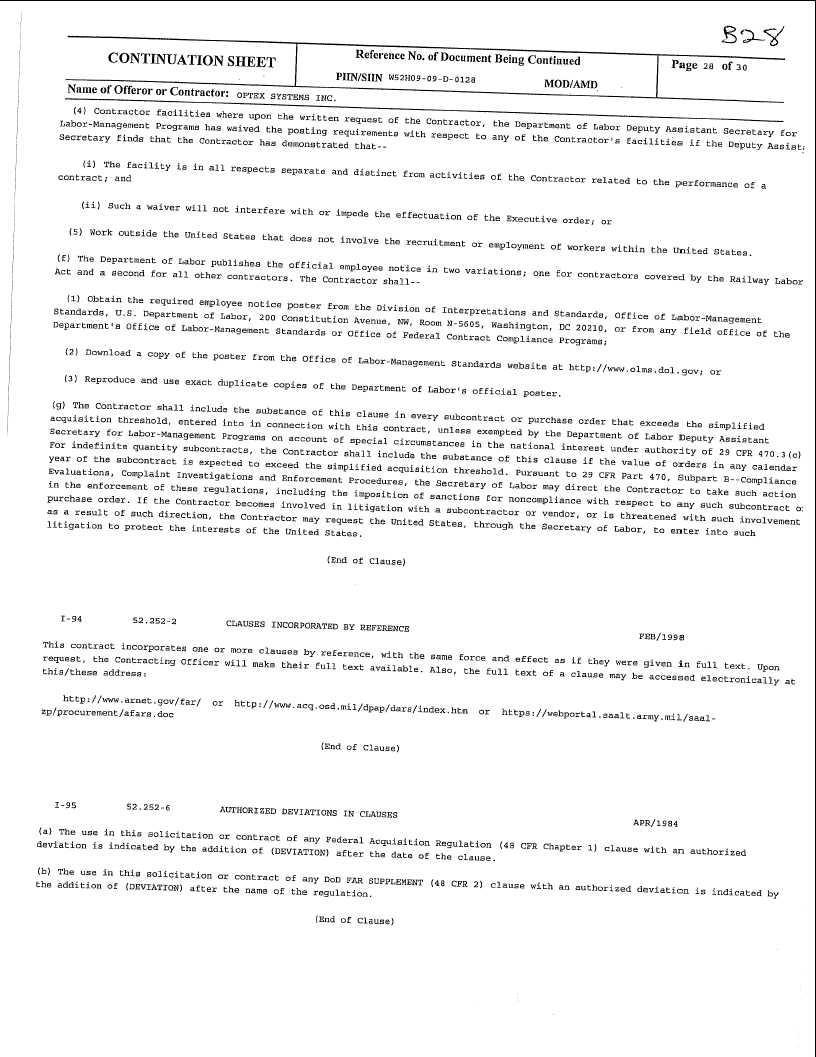 B28
CONTINUATION SHEET
Reference No. of Document Being Continued
PIIN/SIIN W52H09-09-D-0128
MOD/AMD
Page 28 of 30
Name of Offeror or Contractor: OPTEX SYSTEMS INC.
(4) Contractor facilities where upon the written request of the Contractor, the Department of Labor Deputy Assistant Secretary for
Labor-Management Programs has waived the posting requirements with respect to any of the Contractor's facilities if the Deputy Assist
Secretary finds that the Contractor has demonstrated that--
(i) The facility is in all respects separate and distinct from activities of the Contractor related to the performance of a
contract; and
(ii) Such a waiver will not interfere with or impede the effectuation of the Executive order; or
(5) Work outside the United States that does not involve the recruitment or employment of workers within the United States.
(f) The Department of Labor publishes the official employee notice in two variations; one for contractors covered by the Railway Labor
Act and a second for all other contractors. The Contractor shall--
(1) Obtain the required employee notice poster from the Division of Interpretations and Standards, Office of Labor-Management
Standards, U.S. Department of Labor, 200 Constitution Avenue, NW, Room N-5605, Washington, DC 20210, or from any field office of the
Department's Office of Labor-Management Standards or Office of Federal Contract Compliance Programs;
(2) Download a copy of the poster from the Office of Labor-Management Standards website at http://www.olms.dol.gov; or
(3) Reproduce and use exact duplicate copies of the Department of Labor's official poster.
(g) The Contractor shall include the substance of this clause in every subcontract or purchase order that exceeds the simplified
acquisition threshold, entered into in connection with this contract, unless exempted by the Department of Labor Deputy Assistant
Secretary for Labor-Management Programs on account of special circumstances in the national interest under authority of 29 CFR 470.3(c)
For indefinite quantity subcontracts, the Contractor shall include the substance of this clause if the value of orders in any calendar
year of the subcontract is expected to exceed the simplified acquisition threshold. Pursuant to 29 CFR Part 470, Subpart B--Compliance
Evaluations, Complaint Investigations and Enforcement Procedures, the Secretary of Labor may direct the Contractor to take such action
in the enforcement of these regulations, including the imposition of sanctions for noncompliance with respect to any such subcontract o
purchase order. If the Contractor becomes involved in litigation with a subcontractor or vendor, or is threatened with such involvement
as a result of such direction, the Contractor may request the United States, through the Secretary of Labor, to enter into such
litigation to protect the interests of the United States.
(End of Clause)
I-94 52.252-2 CLAUSES INCORPORATED BY REFERENCE FEB/1998
This contract incorporates one or more clauses by reference, with the same force and effect as if they were given in full text. Upon
request, the Contracting Officer will make their full text available. Also, the full text of a clause may be accessed electronically at
this/these address:
http://www.arnet.gov/far/ or http://www.acq.osd.mil/dpap/dars/index.htm or https://webportal.saalt.army.mil/saal-
zp/procurement/afars.doc
(End of Clause)
I-95 52.252-6 AUTHORIZED DEVIATIONS IN CLAUSES APR/1984
(a) The use in this solicitation or contract of any Federal Acquisition Regulation (48 CFR Chapter 1) clause with an authorized
deviation is indicated by the addition of (DEVIATION) after the date of the clause.
(b) The use in this solicitation or contract of any DoD FAR SUPPLEMENT (48 CFR 2) clause with an authorized deviation is indicated by
the addition of (DEVIATION) after the name of the regulation.
(End of Clause)